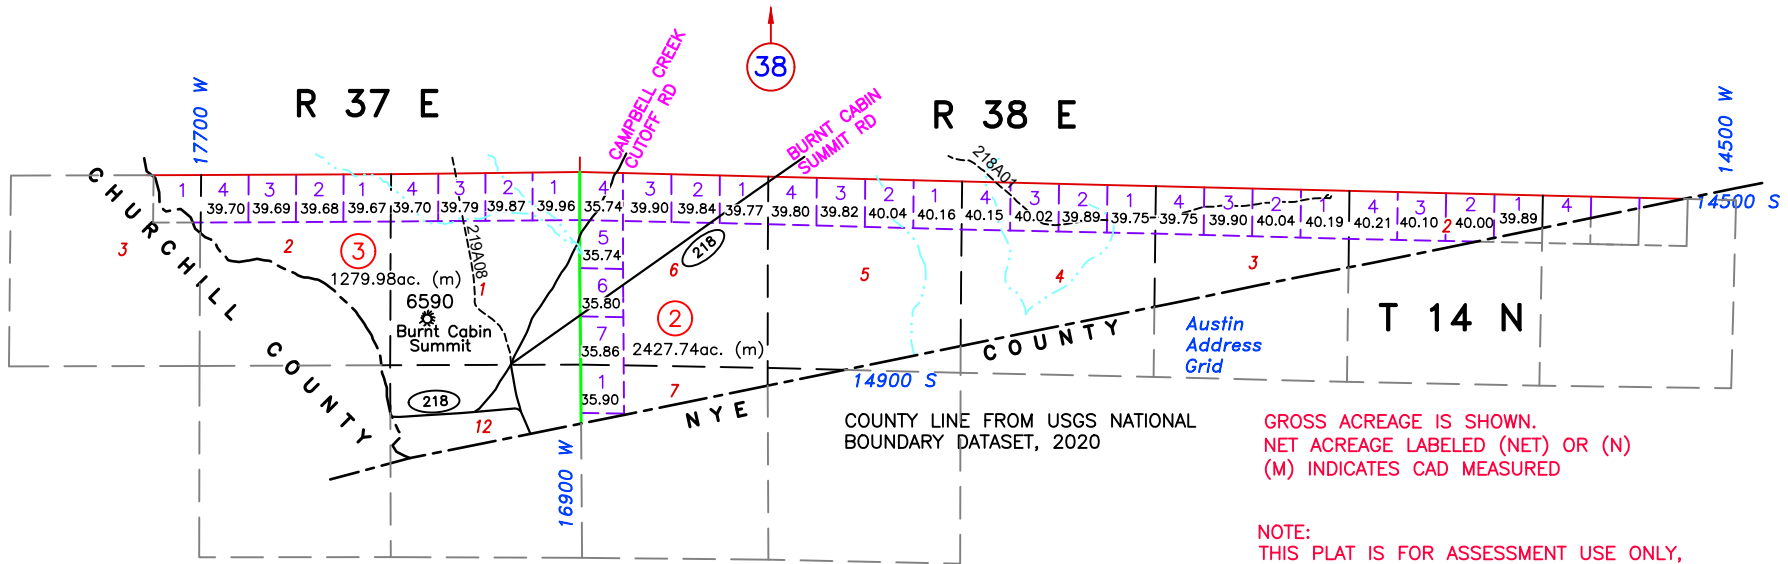 38
R 37 E
R 38 E
17700 W
14500 W
CAMPBELL CREEK
CUTOFF RD
BURNT CABIN
SUMMIT RD
218A01
1 4 3 2 1 4 3 2 1 4 3 2 1 4 3 2 1 4 3 2 1 4 3 2 1 4 3 2 1 4
39.70 39.69 39.68 39.67 39.70 39.79 39.87 39.96 35.74 39.90 39.84 39.77 39.80 39.82 40.04 40.16 40.15 40.02 39.89 39.75 39.75 39.90 40.04 40.19 40.21 40.10 40.00 39.89
14500 S
CHURCHILL COUNTY
3
2
3
1279.98ac. (m)
6590
Burnt Cabin
Summit
219A08
1
5
35.74
6
35.80
7
35.86
1
35.90
6
218
2
2427.74ac. (m)
5
4
3
2
T 14 N
Austin
Address
Grid
NYE COUNTY
14900 S
7
218
12
16900 W
COUNTY LINE FROM USGS NATIONAL
BOUNDARY DATASET, 2020
GROSS ACREAGE IS SHOWN.
NET ACREAGE LABELED (NET) OR (N)
(M) INDICATES CAD MEASURED
NOTE:
THIS PLAT IS FOR ASSESSMENT USE ONLY,